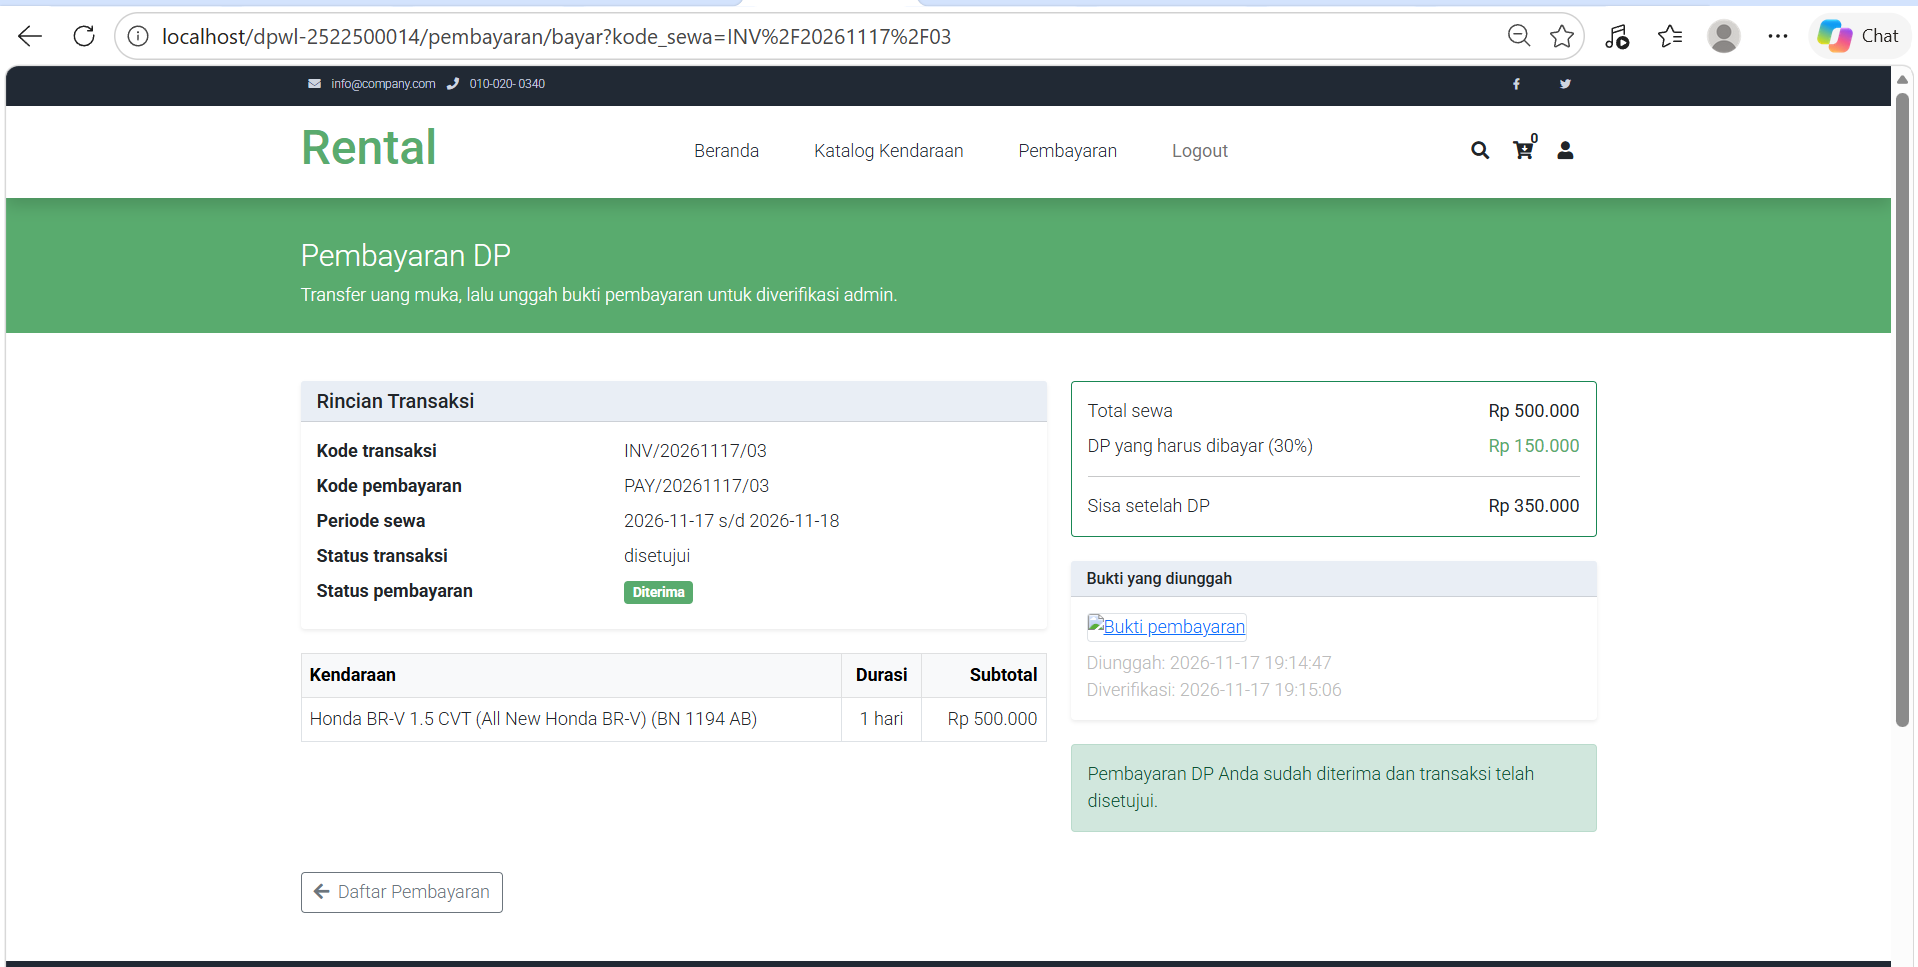 localhost/dpwl-2522500014/pembayaran/bayar?kode_sewa=INV%2F20261117%2F03
Chat
info@company.com 010-020- 0340
Rental
Beranda Katalog Kendaraan Pembayaran Logout
0
Pembayaran DP
Transfer uang muka, lalu unggah bukti pembayaran untuk diverifikasi admin.
Rincian Transaksi
Kode transaksi INV/20261117/03
Kode pembayaran PAY/20261117/03
Periode sewa 2026-11-17 s/d 2026-11-18
Status transaksi disetujui
Status pembayaran Diterima
Kendaraan Durasi Subtotal
Honda BR-V 1.5 CVT (All New Honda BR-V) (BN 1194 AB) 1 hari Rp 500.000
Total sewa Rp 500.000
DP yang harus dibayar (30%) Rp 150.000
Sisa setelah DP Rp 350.000
Bukti yang diunggah
Bukti pembayaran
Diunggah: 2026-11-17 19:14:47
Diverifikasi: 2026-11-17 19:15:06
Pembayaran DP Anda sudah diterima dan transaksi telah
disetujui.
Daftar Pembayaran